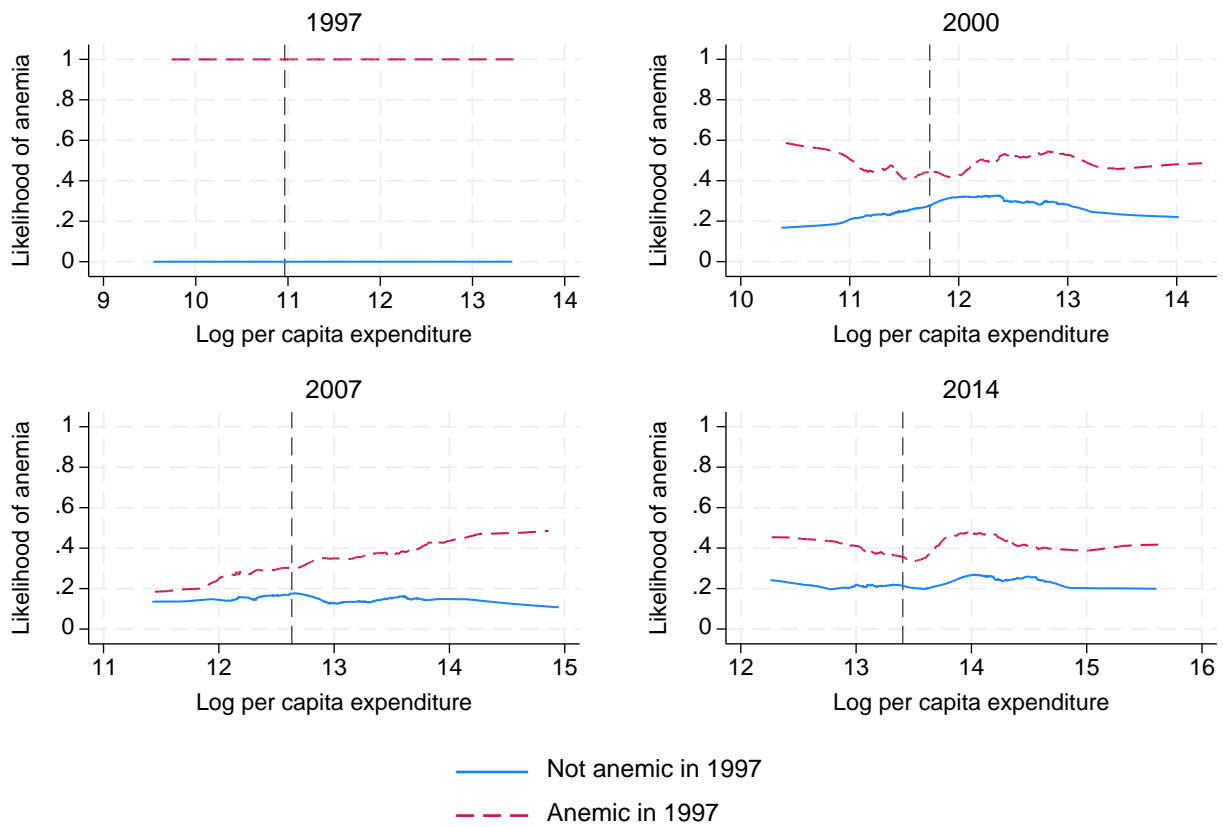 1997
Likelihood of anemia
1
.8
.6
.4
.2
0
9 10 11 12 13 14
Log per capita expenditure
2000
Likelihood of anemia
1
.8
.6
.4
.2
0
10 11 12 13 14
Log per capita expenditure
2007
Likelihood of anemia
1
.8
.6
.4
.2
0
11 12 13 14 15
Log per capita expenditure
2014
Likelihood of anemia
1
.8
.6
.4
.2
0
12 13 14 15 16
Log per capita expenditure
Not anemic in 1997
Anemic in 1997